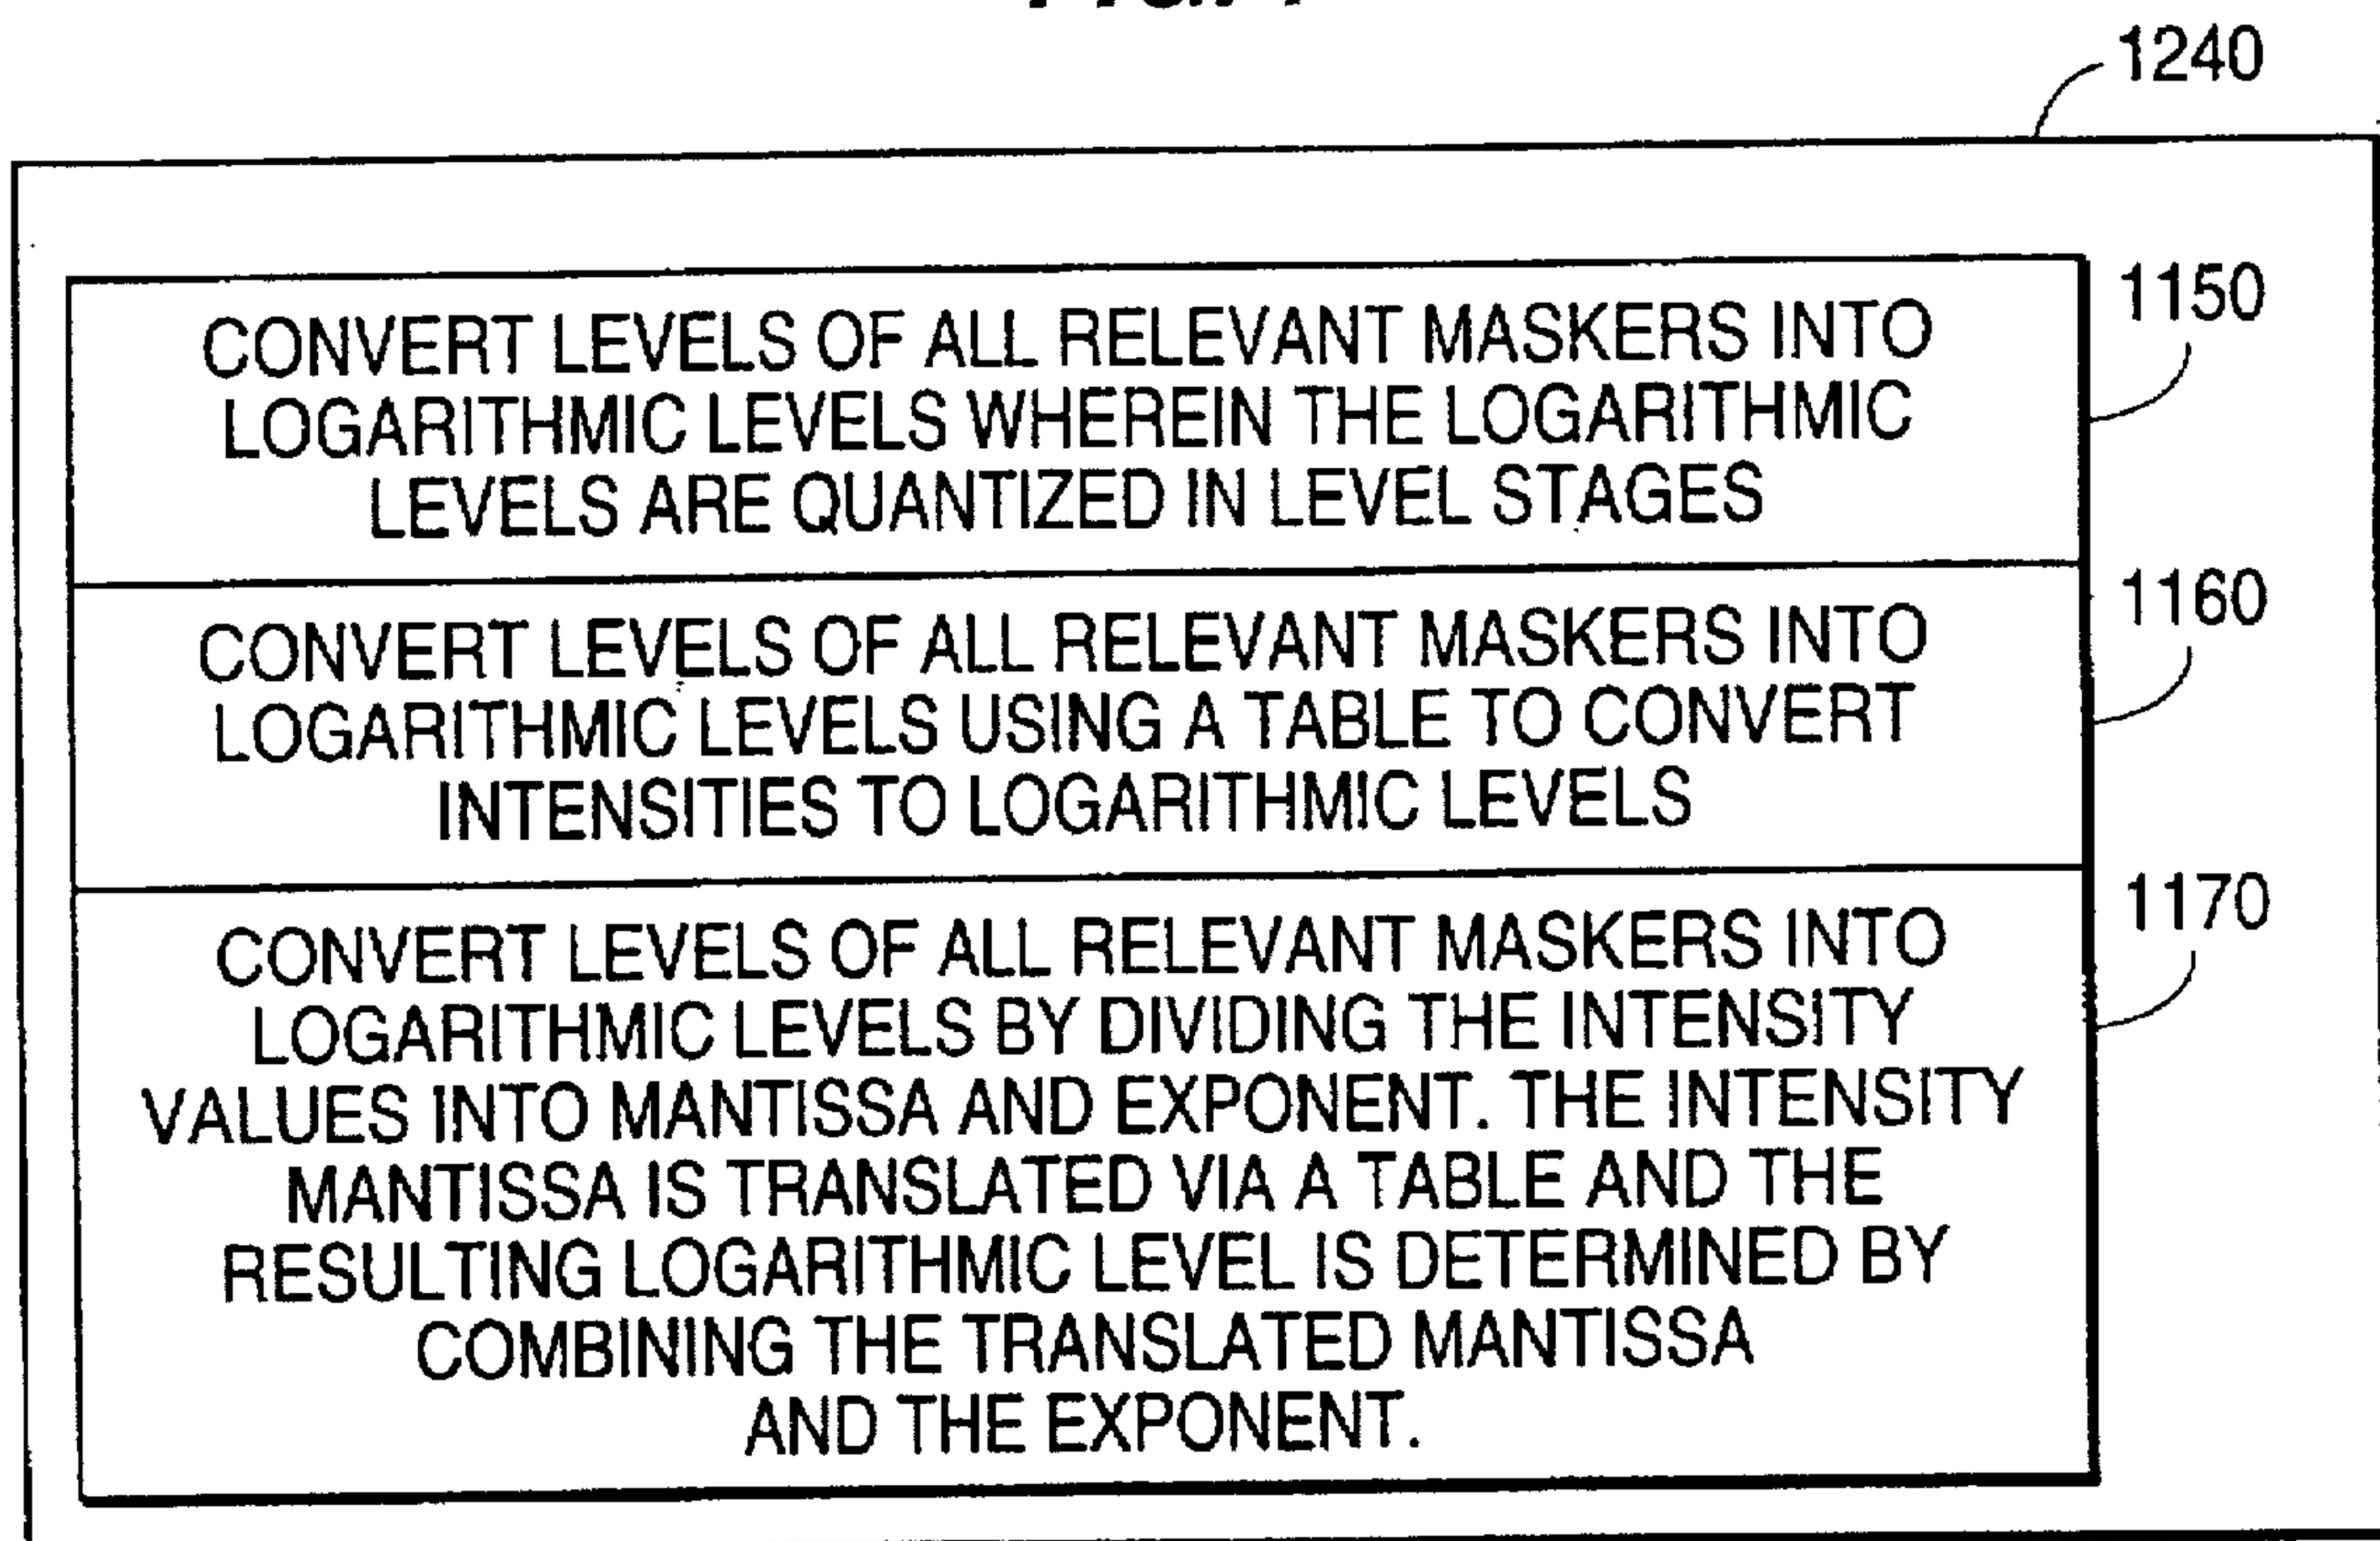 1240
CONVERT LEVELS OF ALL RELEVANT MASKERS INTO
LOGARITHMIC LEVELS WHEREIN THE LOGARITHMIC
LEVELS ARE QUANTIZED IN LEVEL STAGES
1150
CONVERT LEVELS OF ALL RELEVANT MASKERS INTO
LOGARITHMIC LEVELS USING A TABLE TO CONVERT
INTENSITIES TO LOGARITHMIC LEVELS
1160
CONVERT LEVELS OF ALL RELEVANT MASKERS INTO
LOGARITHMIC LEVELS BY DIVIDING THE INTENSITY
VALUES INTO MANTISSA AND EXPONENT. THE INTENSITY
MANTISSA IS TRANSLATED VIA A TABLE AND THE
RESULTING LOGARITHMIC LEVEL IS DETERMINED BY
COMBINING THE TRANSLATED MANTISSA
AND THE EXPONENT.
1170